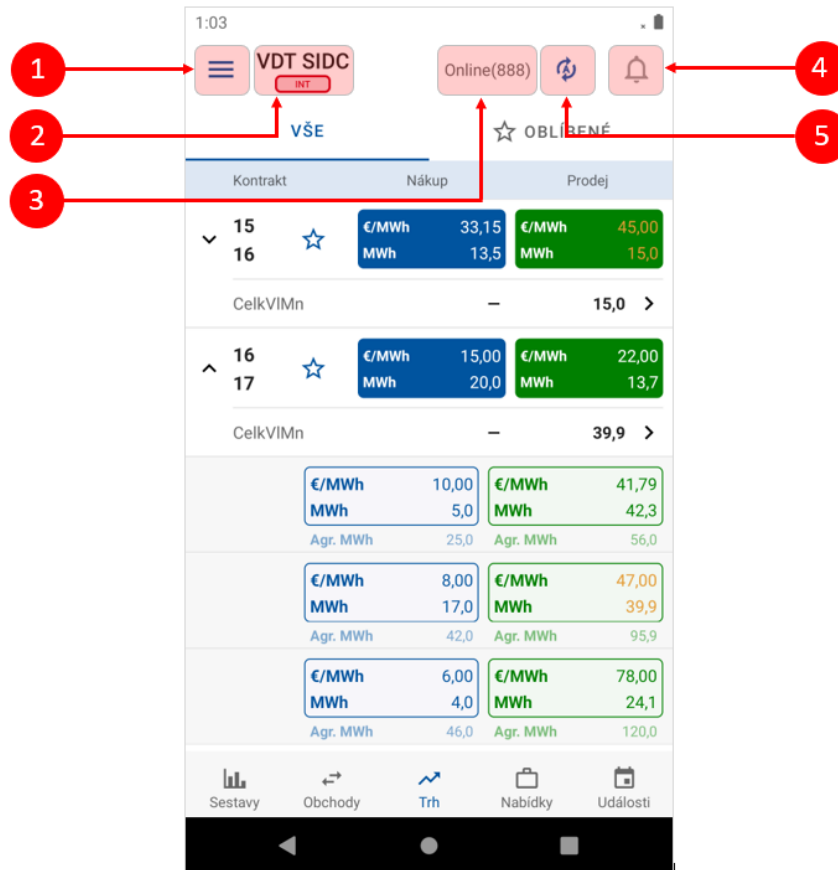 1:03
1
VDT SIDC
INT
Online(888)
4
2
VŠE
OBLÍBENÉ
5
3
Kontrakt Nákup Prodej
15 €/MWh 33,15 €/MWh 45,00
16 MWh 13,5 MWh 15,0
CelkVlMn – 15,0
16 €/MWh 15,00 €/MWh 22,00
17 MWh 20,0 MWh 13,7
CelkVlMn – 39,9
€/MWh 10,00 €/MWh 41,79
MWh 5,0 MWh 42,3
Agr. MWh 25,0 Agr. MWh 56,0
€/MWh 8,00 €/MWh 47,00
MWh 17,0 MWh 39,9
Agr. MWh 42,0 Agr. MWh 95,9
€/MWh 6,00 €/MWh 78,00
MWh 4,0 MWh 24,1
Agr. MWh 46,0 Agr. MWh 120,0
Sestavy Obchody Trh Nabídky Události